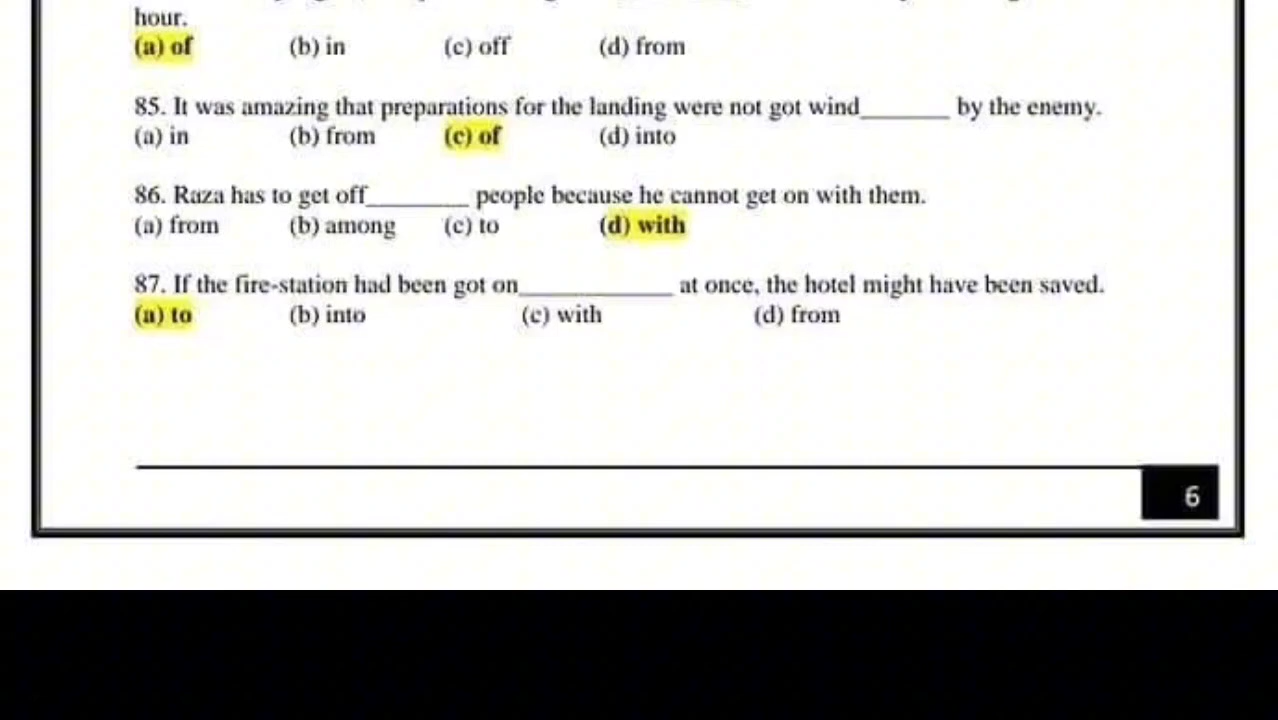 hour.
(a) of (b) in (c) off (d) from
85. It was amazing that preparations for the landing were not got wind_______ by the enemy.
(a) in (b) from (c) of (d) into
86. Raza has to get off________ people because he cannot get on with them.
(a) from (b) among (c) to (d) with
87. If the fire-station had been got on____________ at once, the hotel might have been saved.
(a) to (b) into (c) with (d) from
6